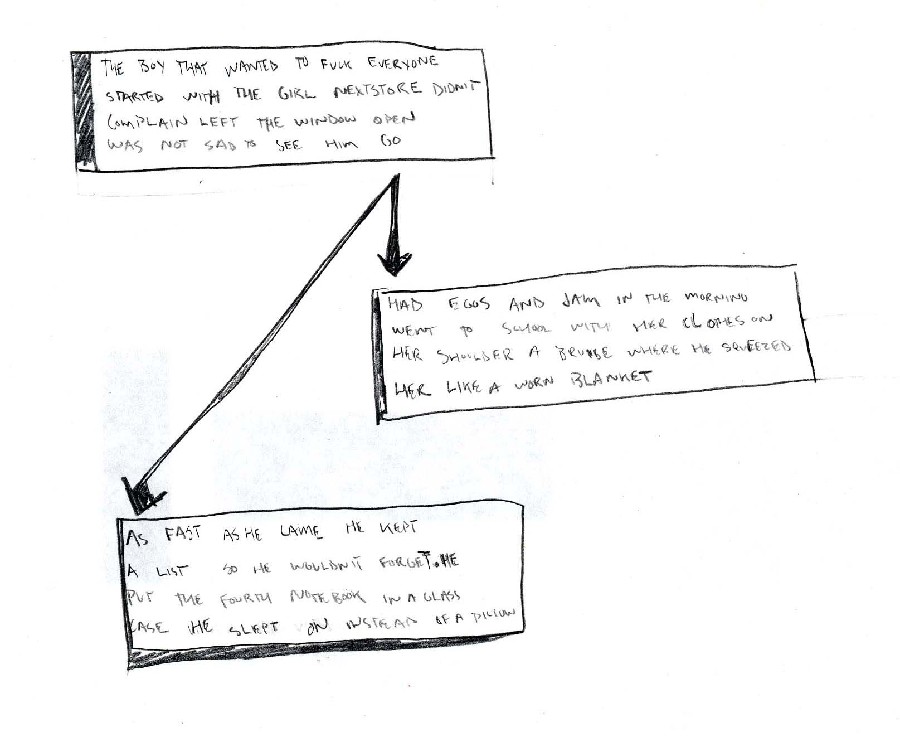 THE BOY THAT WANTED TO FUCK EVERYONE
STARTED WITH THE GIRL NEXTSTORE DIDN'T
COMPLAIN LEFT THE WINDOW OPEN
WAS NOT SAD TO SEE HIM GO
HAD EGGS AND JAM IN THE MORNING
WENT TO SCHOOL WITH HER CLOTHES ON
HER SHOULDER A BRUISE WHERE HE SQUEEZED
HER LIKE A WORN BLANKET
AS FAST AS HE CAME HE KEPT
A LIST SO HE WOULDN'T FORGET. HE
PUT THE FOURTH NOTEBOOK IN A GLASS
CASE HE SLEPT ON INSTEAD OF A PILLOW